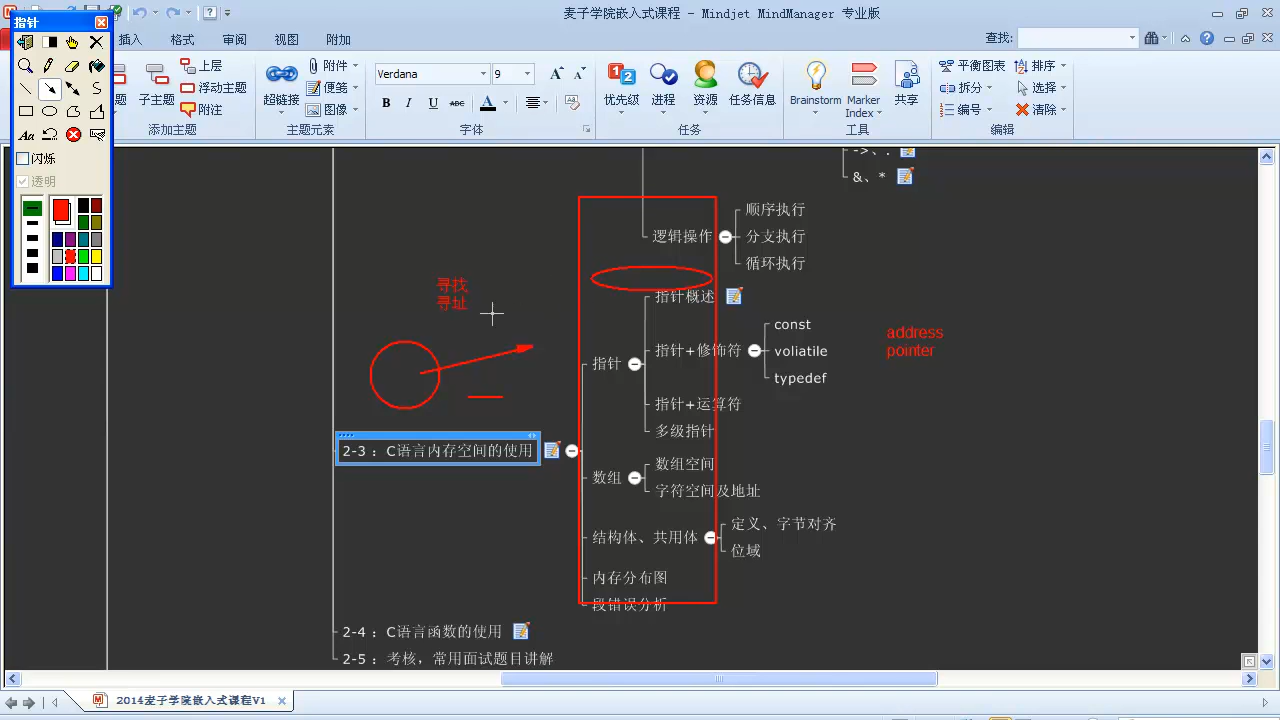 麦子学院嵌入式课程 - Mindjet MindManager 专业版
指针
插入 格式 审阅 视图 附加
查找:
上层
附件
浮动主题
便笺
附注
图像
子主题
超链接
Verdana 9
B I U ABC A
优先级 进程 资源 任务信息
Brainstorm Marker Index 共享
平衡图表 排序
拆分 选择
编号 清除
添加主题 主题元素 字体 任务 工具 编辑
Aa
闪烁
透明
->、.
&、*
顺序执行
逻辑操作
分支执行
循环执行
寻找
寻址
指针概述
const
address
指针
指针+修饰符
voliatile
pointer
typedef
指针+运算符
多级指针
2-3 : C语言内存空间的使用
数组
数组空间
字符空间及地址
结构体、共用体
定义、字节对齐
位域
内存分布图
段错误分析
2-4 : C语言函数的使用
2-5 : 考核，常用面试题目讲解
2014麦子学院嵌入式课程V1